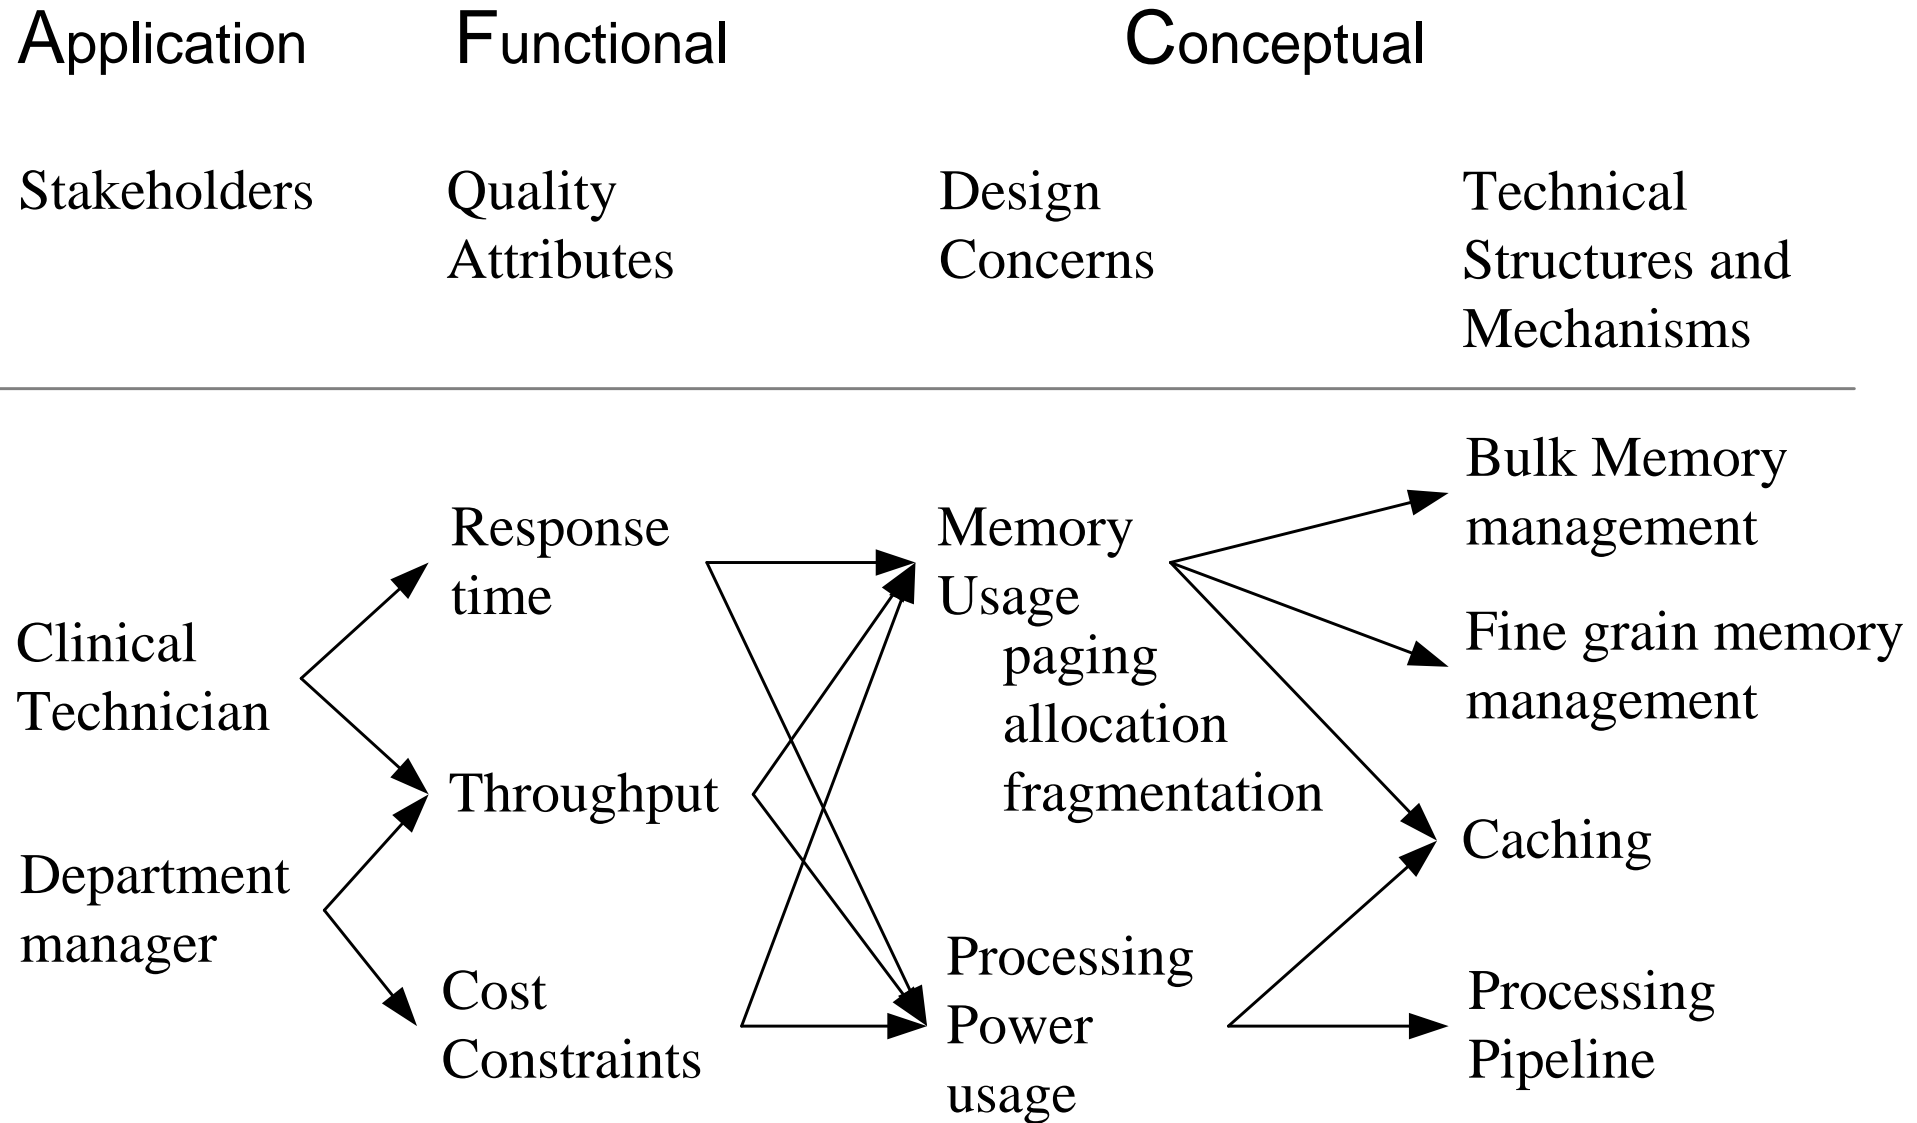 Application
Functional
Conceptual
Stakeholders
Quality
Attributes
Design
Concerns
Technical
Structures and
Mechanisms
Clinical
Technician
Department
manager
Response
time
Throughput
Cost
Constraints
Memory
Usage
paging
allocation
fragmentation
Processing
Power
usage
Bulk Memory
management
Fine grain memory
management
Caching
Processing
Pipeline